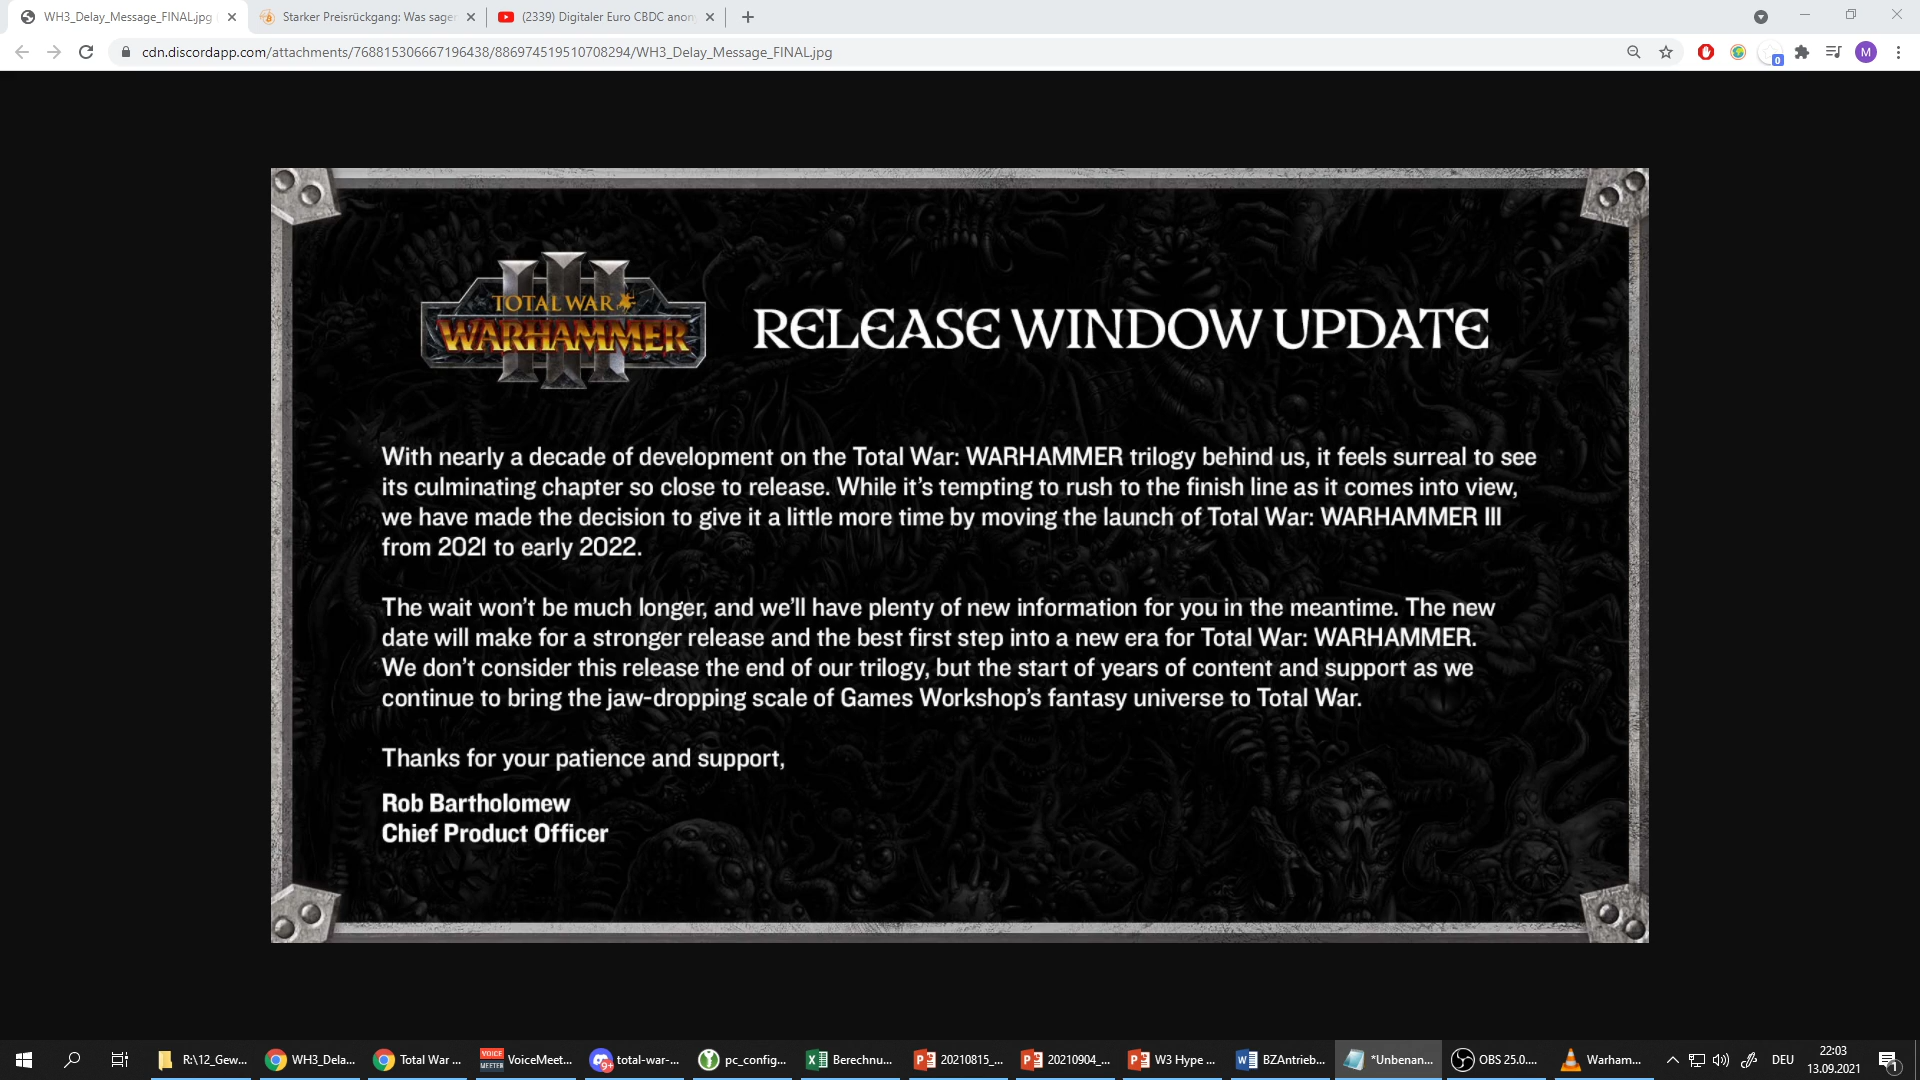 WH3_Delay_Message_FINAL.jpg
Starker Preisrückgang: Was sagen
(2339) Digitaler Euro CBDC anon
cdn.discordapp.com/attachments/768815306667196438/886974519510708294/WH3_Delay_Message_FINAL.jpg
0
M
III
TOTAL WAR
WARHAMMER
RELEASE WINDOW UPDATE
With nearly a decade of development on the Total War: WARHAMMER trilogy behind us, it feels surreal to see
its culminating chapter so close to release. While it's tempting to rush to the finish line as it comes into view,
we have made the decision to give it a little more time by moving the launch of Total War: WARHAMMER III
from 2021 to early 2022.
The wait won't be much longer, and we'll have plenty of new information for you in the meantime. The new
date will make for a stronger release and the best first step into a new era for Total War: WARHAMMER.
We don't consider this release the end of our trilogy, but the start of years of content and support as we
continue to bring the jaw-dropping scale of Games Workshop's fantasy universe to Total War.
Thanks for your patience and support,
Rob Bartholomew
Chief Product Officer
R:\12_Gew...
WH3_Dela...
Total War ...
VOICE MEETER
VoiceMeet...
9+
total-war-...
pc_config...
Berechnu...
20210815_...
20210904_...
W3 Hype ...
BZAntrieb...
*Unbenan...
OBS 25.0....
Warham...
DEU
22:03
13.09.2021
1